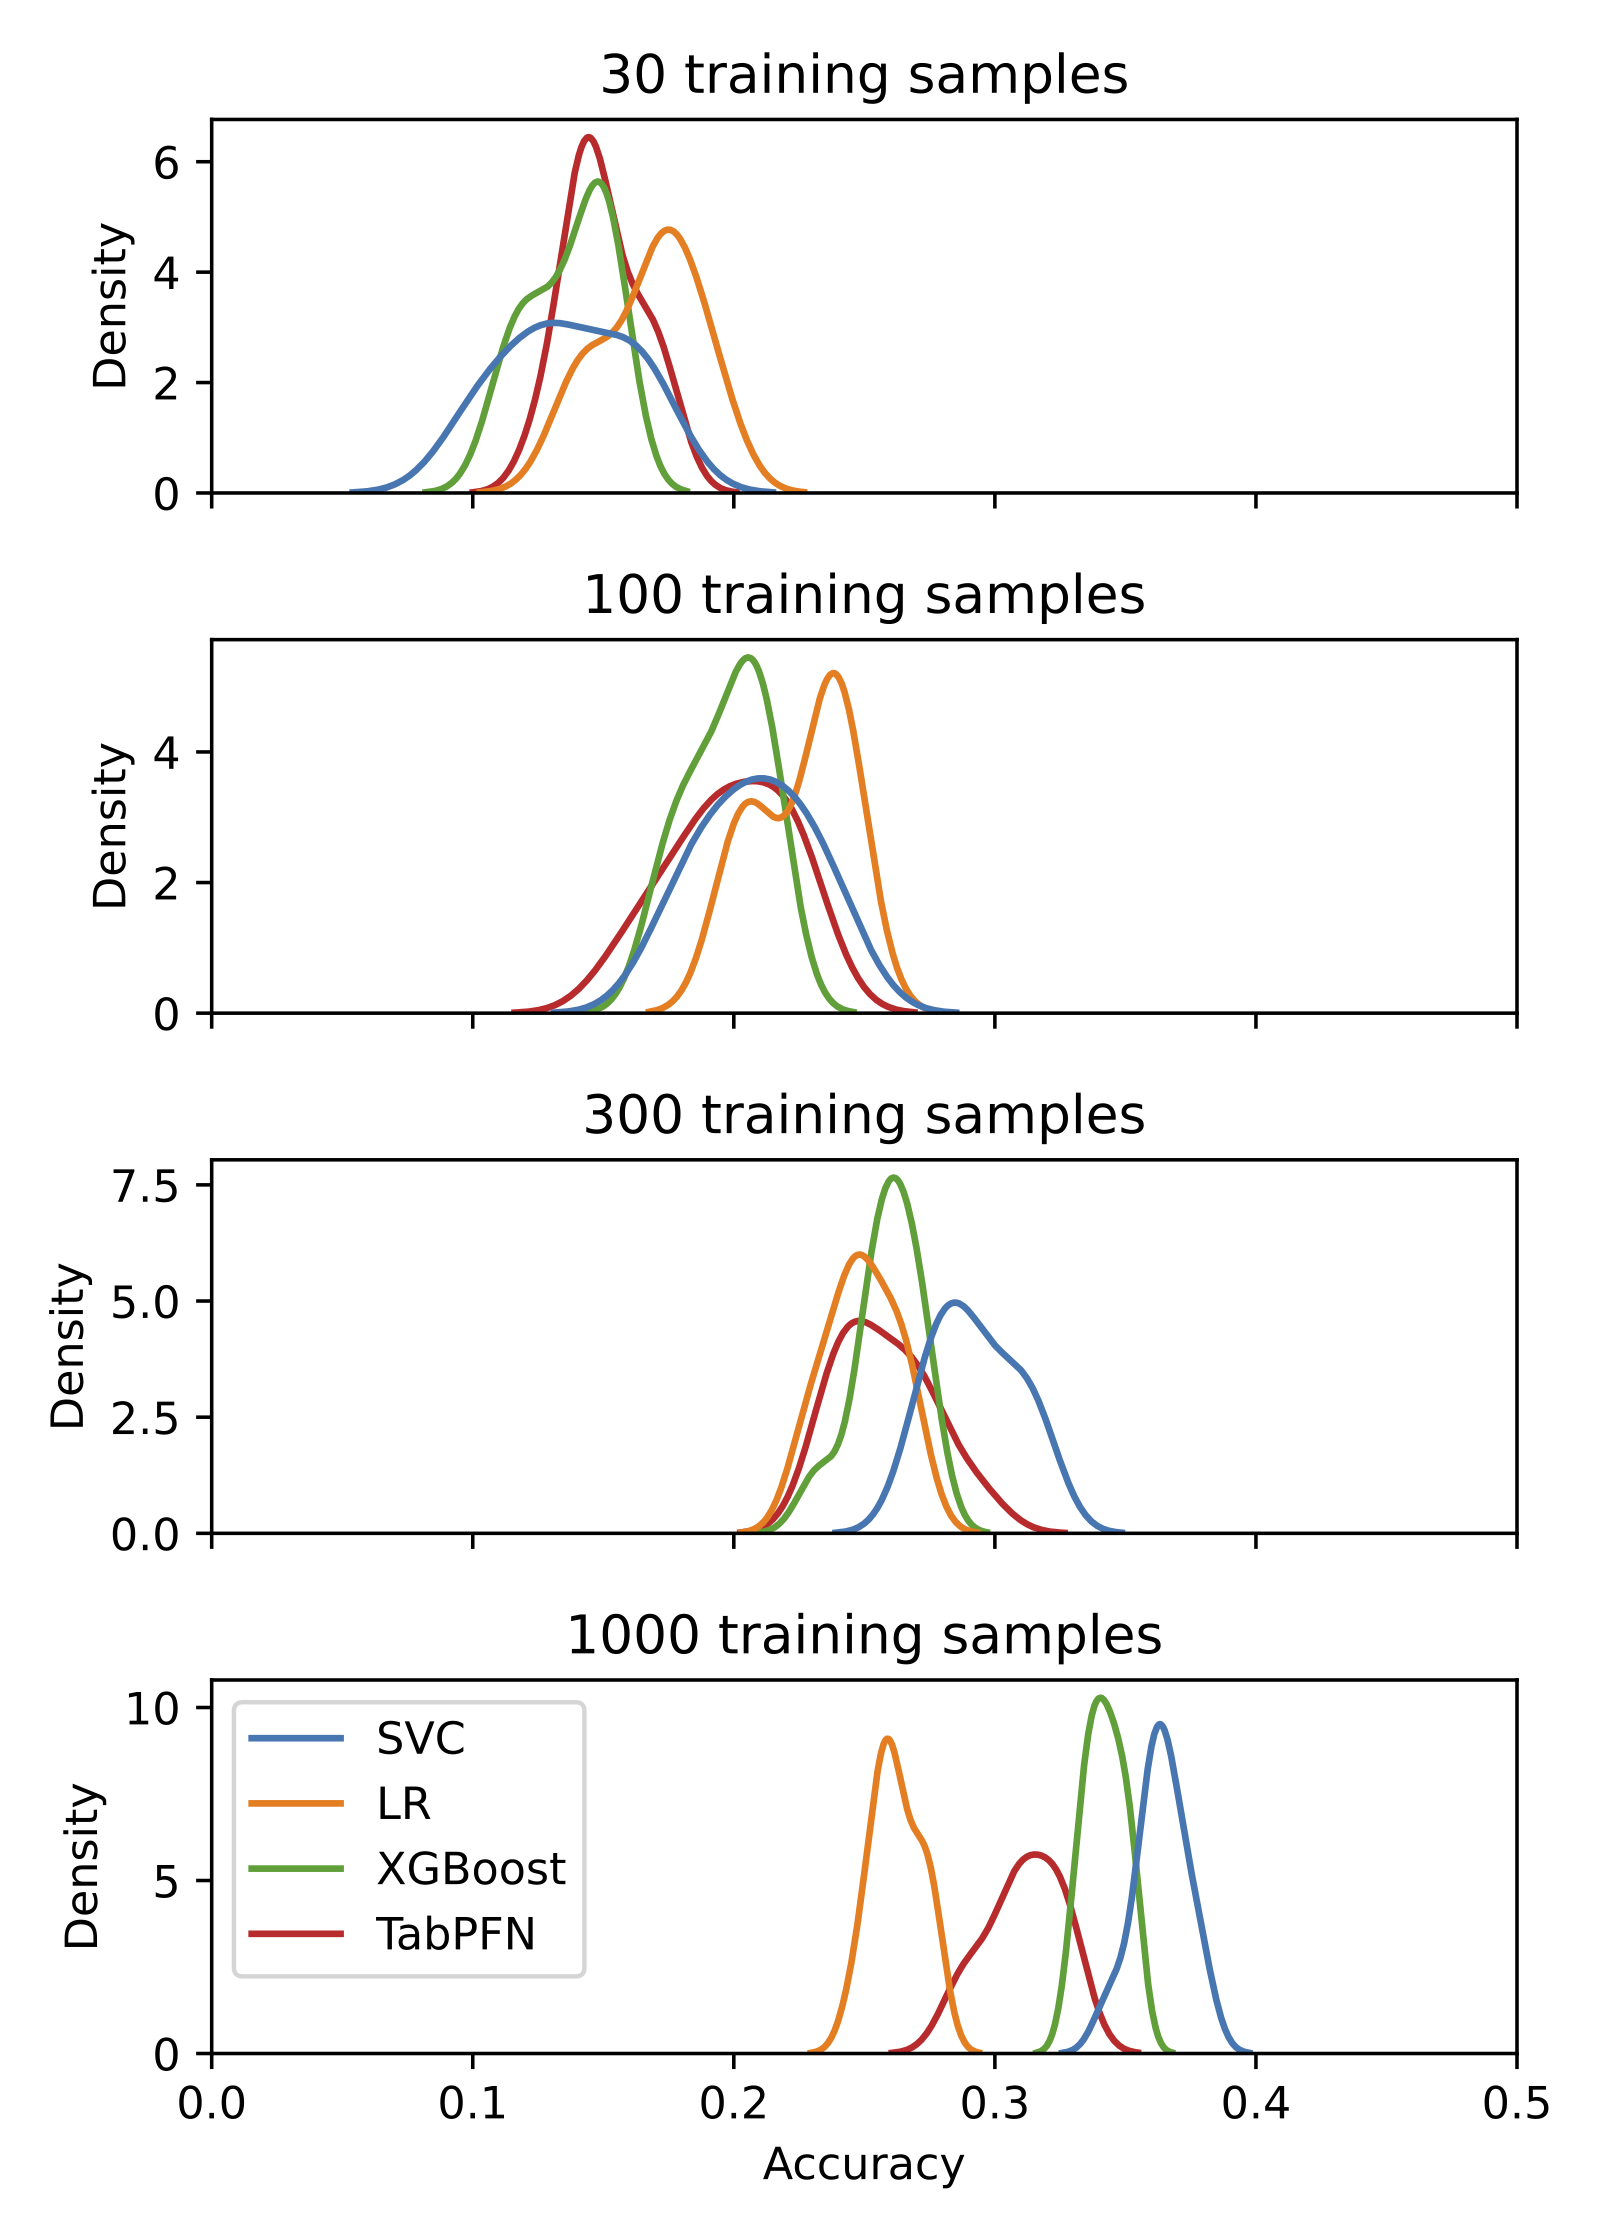 30 training samples
6
4
2
0
Density
100 training samples
4
2
0
Density
300 training samples
7.5
5.0
2.5
0.0
Density
1000 training samples
10
5
0
Density
SVC
LR
XGBoost
TabPFN
0.0 0.1 0.2 0.3 0.4 0.5
Accuracy